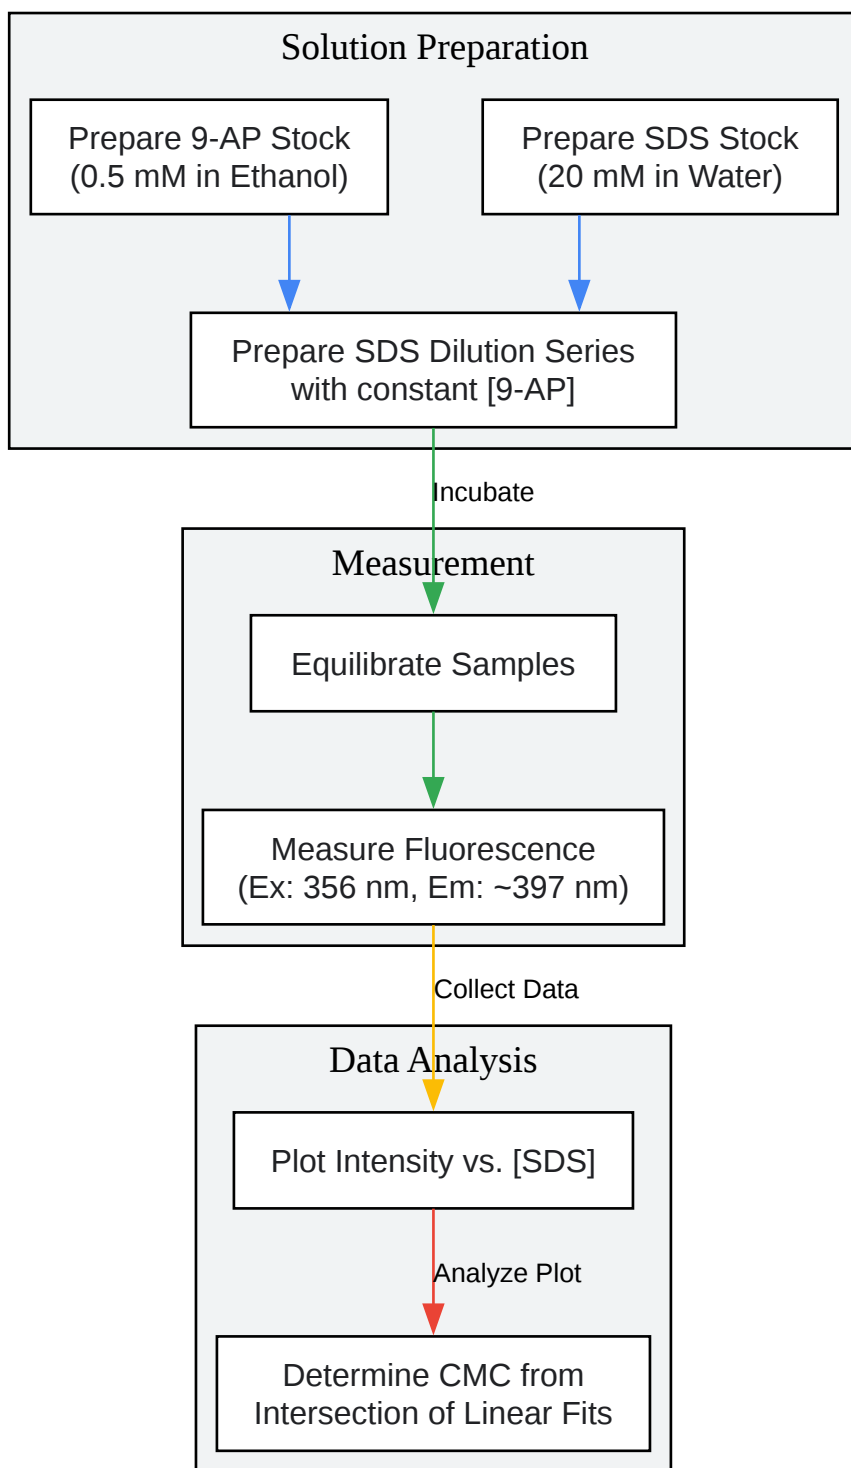 Solution Preparation
Prepare 9-AP Stock
(0.5 mM in Ethanol)
Prepare SDS Stock
(20 mM in Water)
Prepare SDS Dilution Series
with constant [9-AP]
Incubate
Measurement
Equilibrate Samples
Measure Fluorescence
(Ex: 356 nm, Em: ~397 nm)
Collect Data
Data Analysis
Plot Intensity vs. [SDS]
Analyze Plot
Determine CMC from
Intersection of Linear Fits